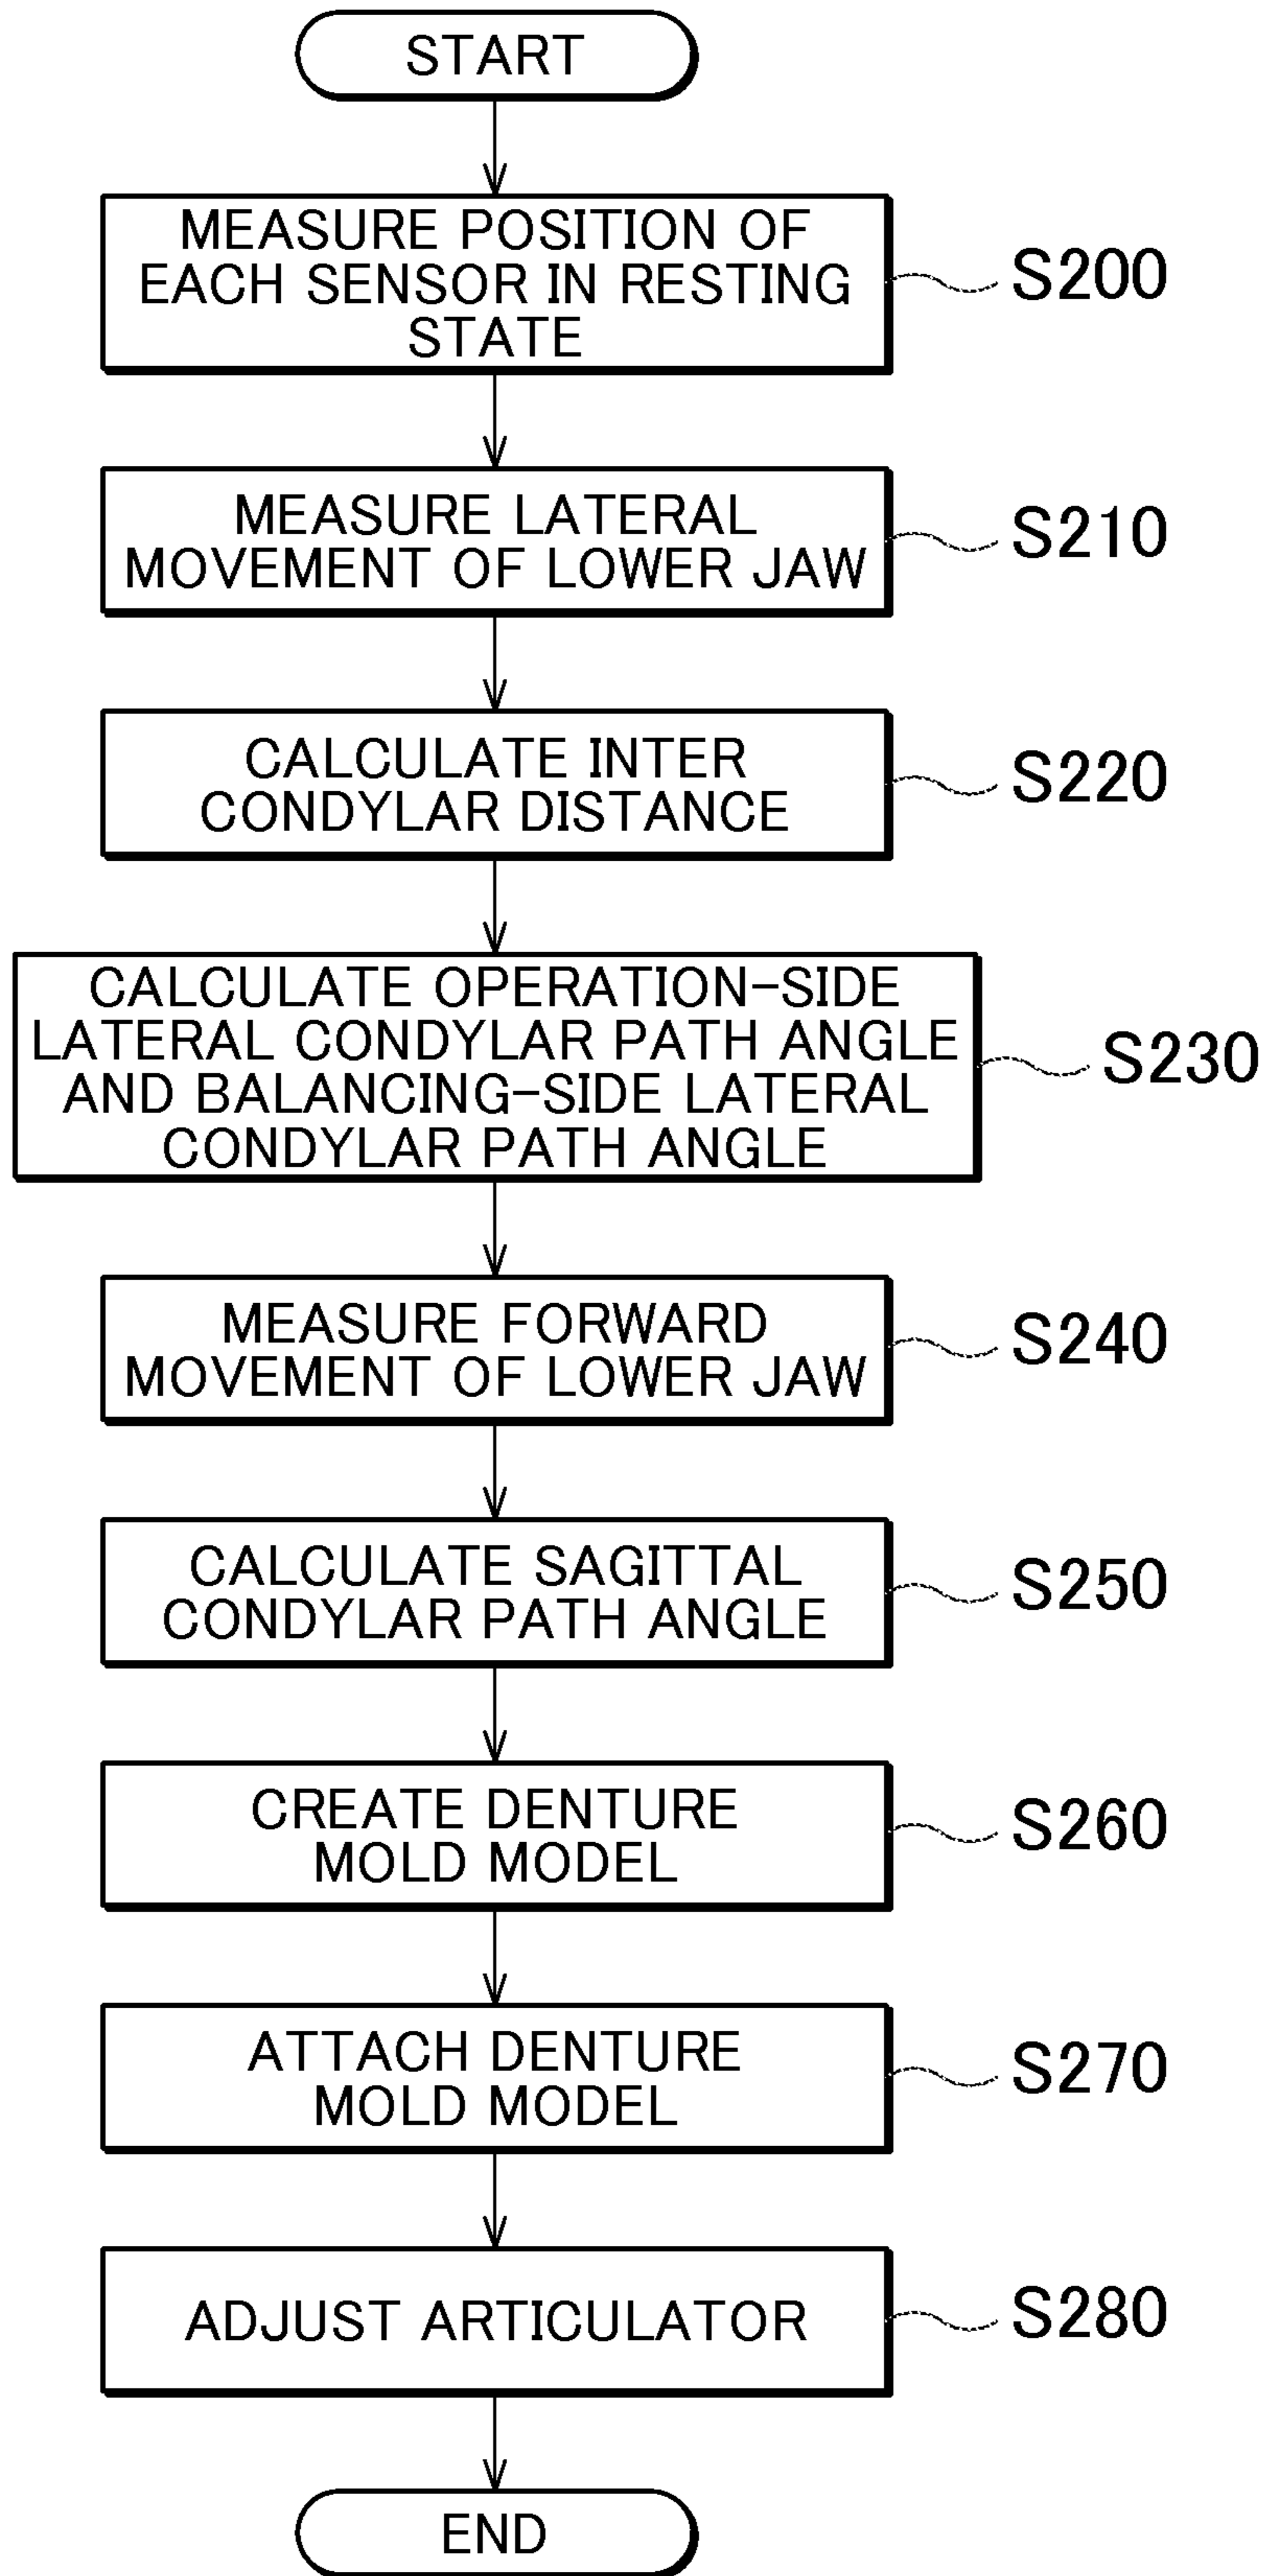 START
MEASURE POSITION OF
EACH SENSOR IN RESTING
STATE
S200
MEASURE LATERAL
MOVEMENT OF LOWER JAW
S210
CALCULATE INTER
CONDYLAR DISTANCE
S220
CALCULATE OPERATION-SIDE
LATERAL CONDYLAR PATH ANGLE
AND BALANCING-SIDE LATERAL
CONDYLAR PATH ANGLE
S230
MEASURE FORWARD
MOVEMENT OF LOWER JAW
S240
CALCULATE SAGITTAL
CONDYLAR PATH ANGLE
S250
CREATE DENTURE
MOLD MODEL
S260
ATTACH DENTURE
MOLD MODEL
S270
ADJUST ARTICULATOR
S280
END